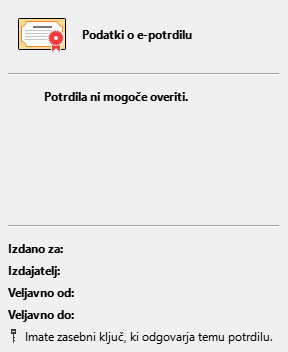 Podatki o e-potrdilu
Potrdila ni mogoče overiti.
Izdano za:
Izdajatelj:
Veljavno od:
Veljavno do:
Imate zasebni ključ, ki odgovarja temu potrdilu.